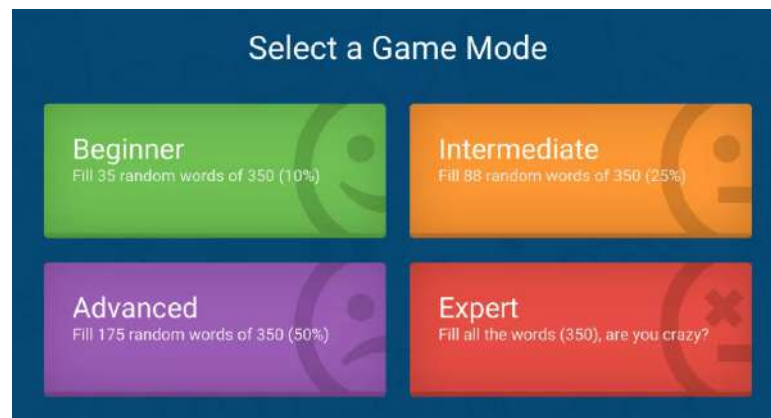 Select a Game Mode
Beginner
Fill 35 random words of 350 (10%)
Intermediate
Fill 88 random words of 350 (25%)
Advanced
Fill 175 random words of 350 (50%)
Expert
Fill all the words (350), are you crazy?